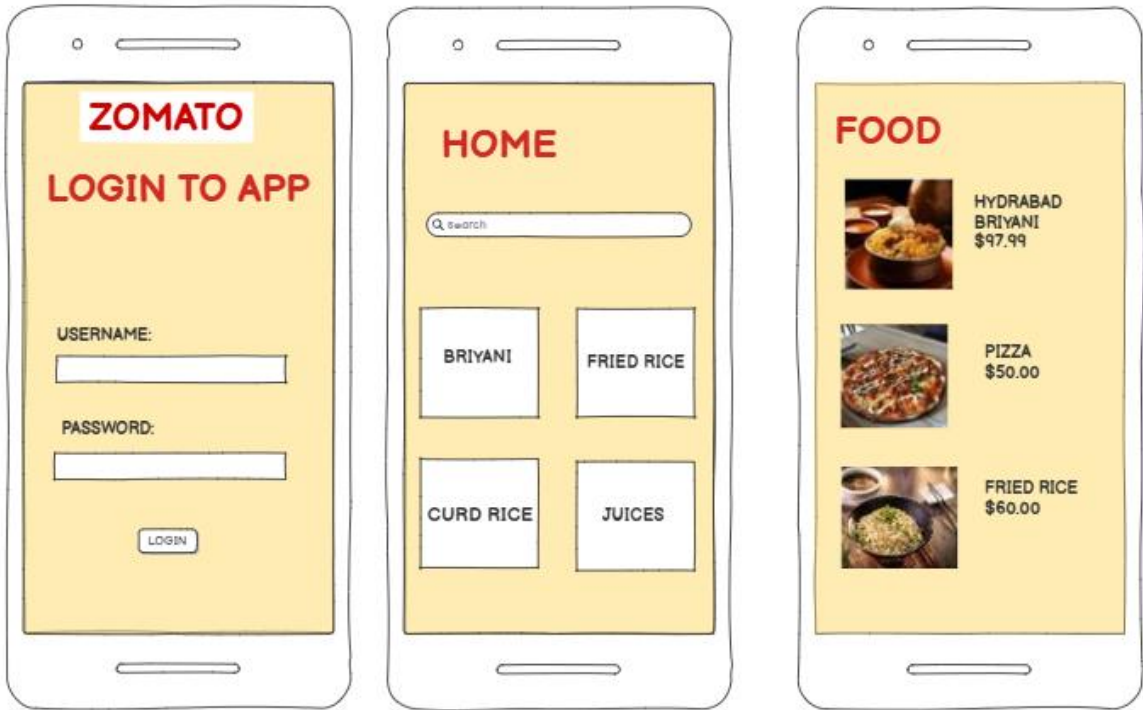 ZOMATO
LOGIN TO APP
USERNAME:
PASSWORD:
LOGIN
HOME
search
BRIYANI
FRIED RICE
CURD RICE
JUICES
FOOD
HYDRABAD
BRIYANI
$97.99
PIZZA
$50.00
FRIED RICE
$60.00